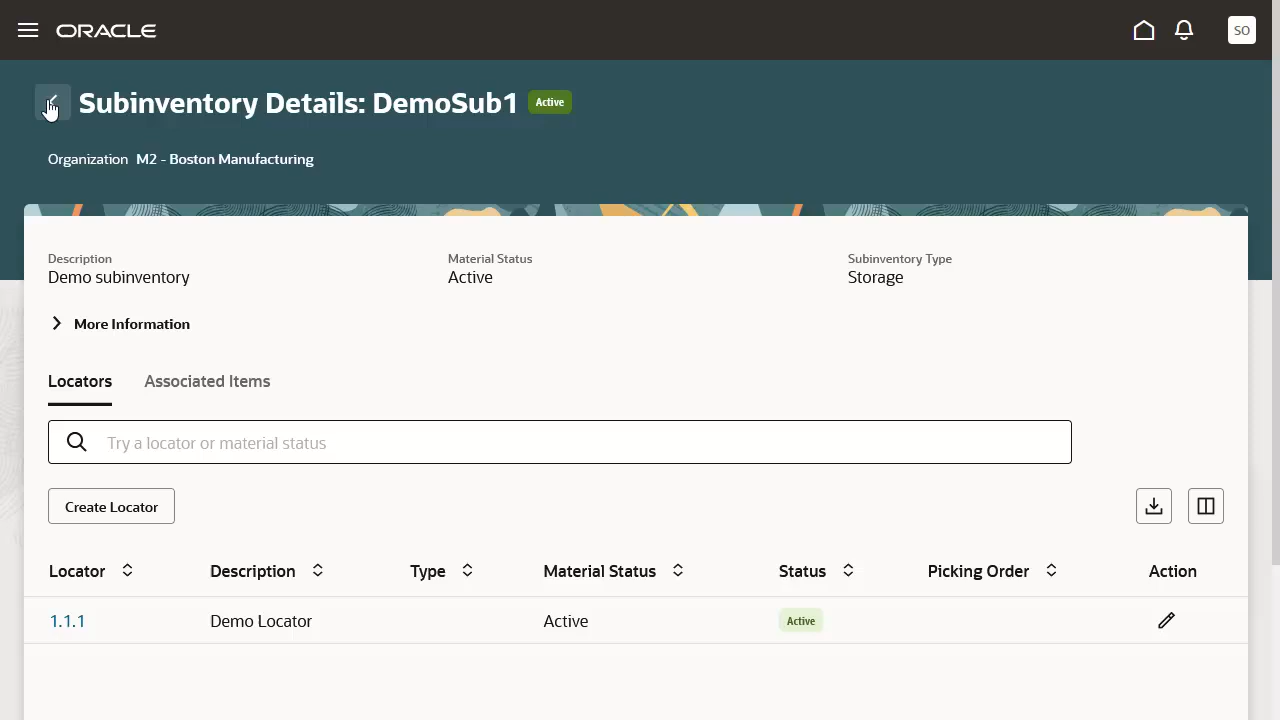 ORACLE
SO
Subinventory Details: DemoSub1 Active
Organization M2 - Boston Manufacturing
Description Material Status Subinventory Type
Demo subinventory Active Storage
More Information
Locators Associated Items
Try a locator or material status
Create Locator
Locator Description Type Material Status Status Picking Order Action
1.1.1 Demo Locator Active Active